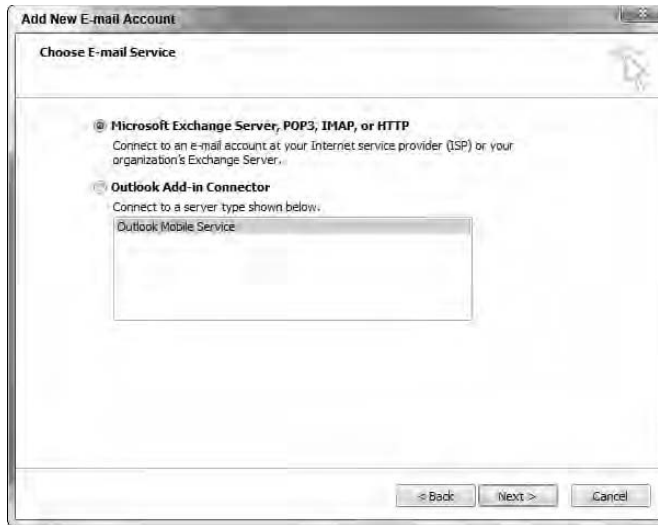 Add New E-mail Account
Choose E-mail Service
Microsoft Exchange Server, POP3, IMAP, or HTTP
Connect to an e-mail account at your Internet service provider (ISP) or your
organization's Exchange Server.
Outlook Add-in Connector
Connect to a server type shown below.
Outlook Mobile Service
< Back
Next >
Cancel